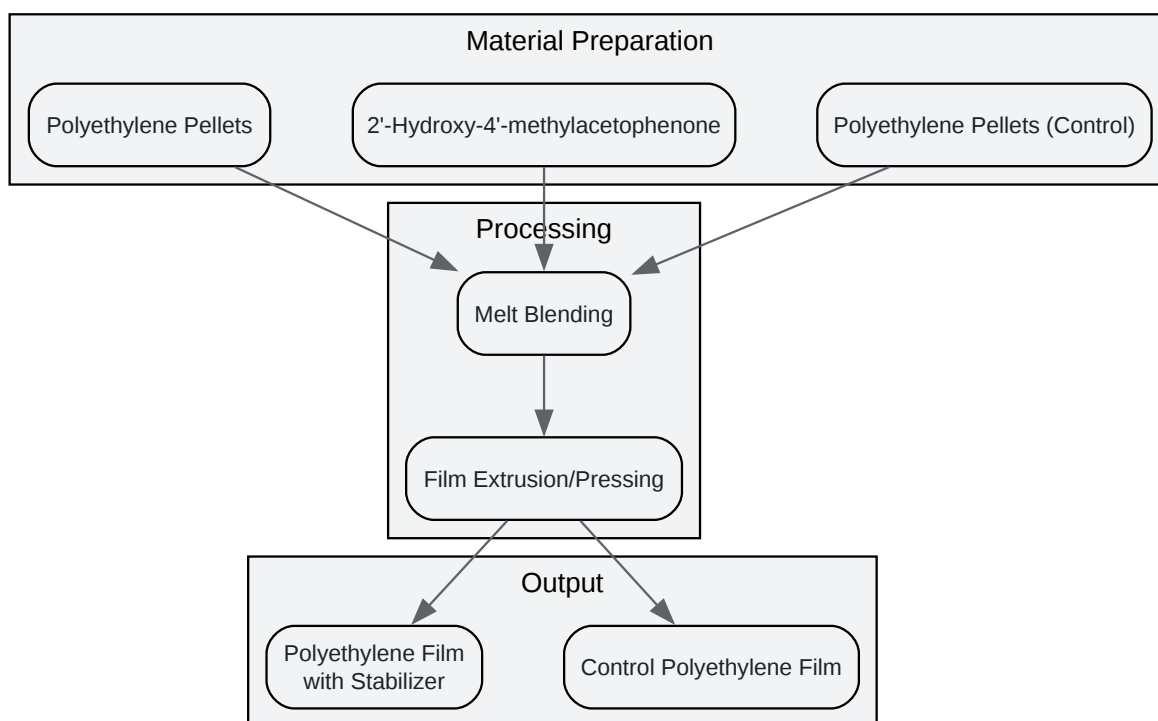 Material Preparation
Polyethylene Pellets
2'-Hydroxy-4'-methylacetophenone
Polyethylene Pellets (Control)
Processing
Melt Blending
Film Extrusion/Pressing
Output
Polyethylene Film
with Stabilizer
Control Polyethylene Film